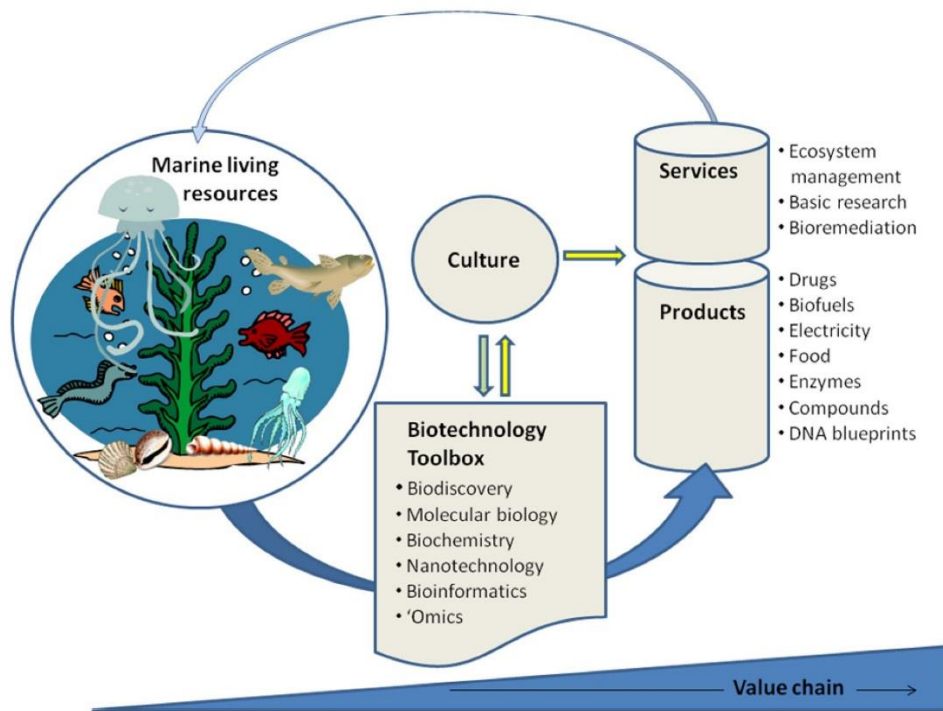 Marine living
resources
Culture
Biotechnology
Toolbox
• Biodiscovery
• Molecular biology
• Biochemistry
• Nanotechnology
• Bioinformatics
• ‘Omics
Services
• Ecosystem
management
• Basic research
• Bioremediation
Products
• Drugs
• Biofuels
• Electricity
• Food
• Enzymes
• Compounds
• DNA blueprints
Value chain